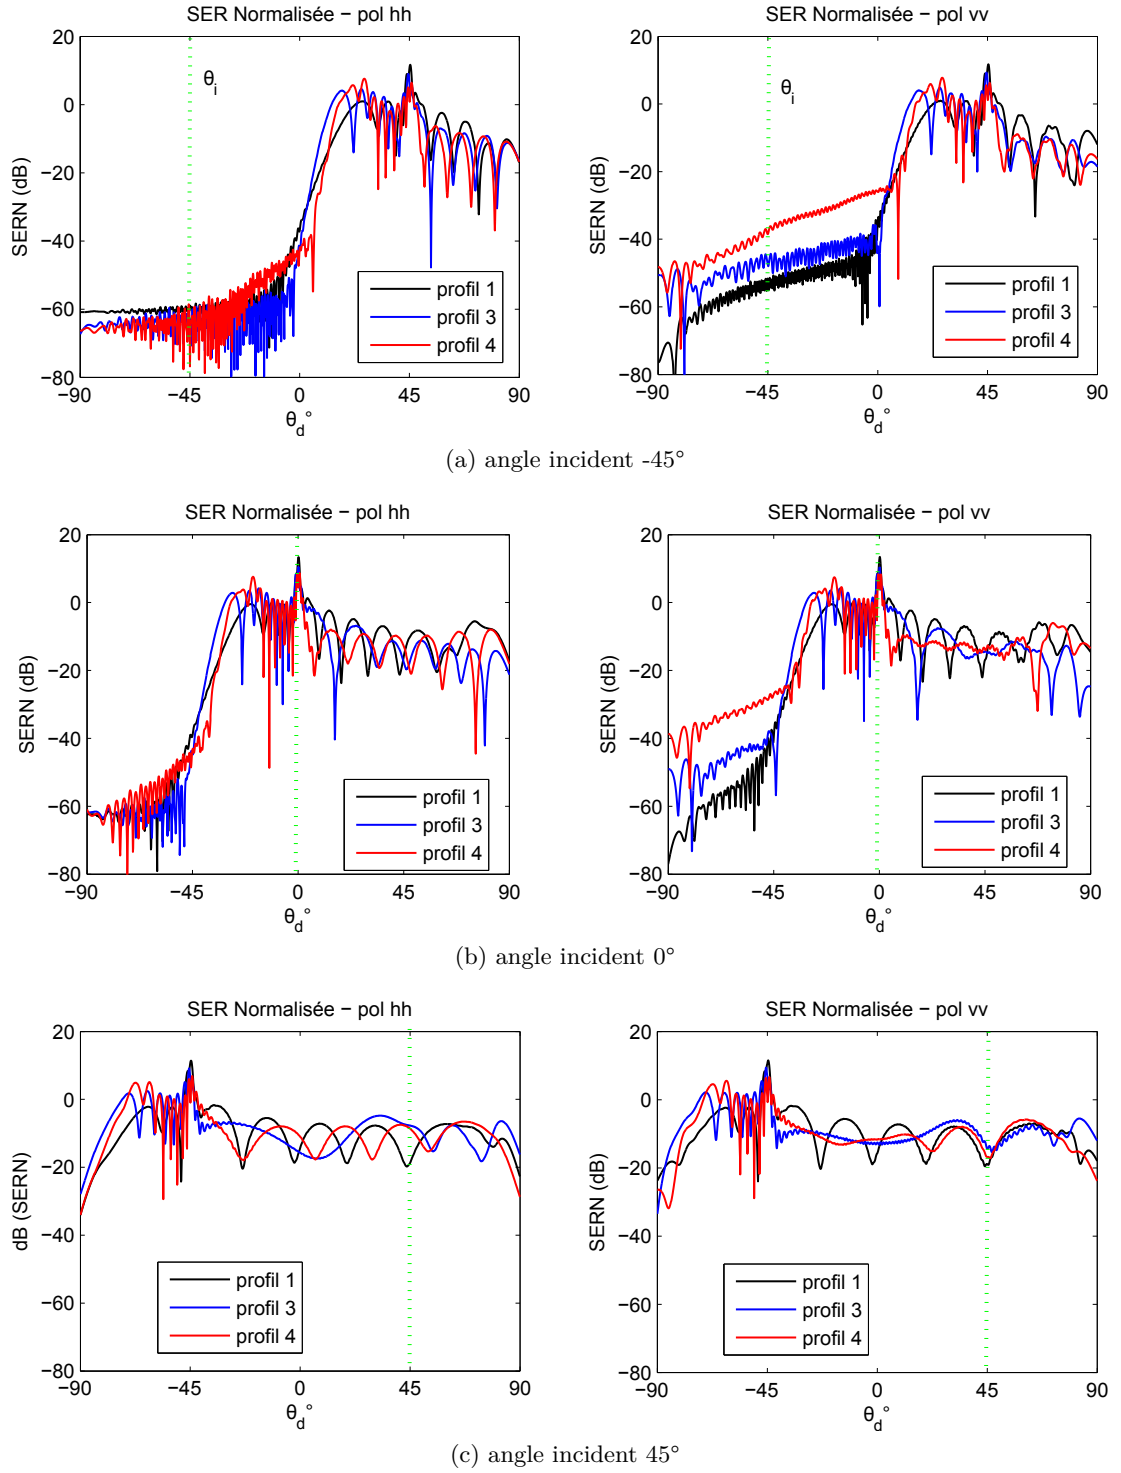 SER Normalisée − pol hh
SERN (dB)
20
0
−20
−40
−60
−80
θi
profil 1
profil 3
profil 4
−90 −45 0 45 90
θd°
SER Normalisée − pol vv
SERN (dB)
20
0
−20
−40
−60
−80
θi
profil 1
profil 3
profil 4
−90 −45 0 45 90
θd°
(a) angle incident -45°
SER Normalisée − pol hh
SERN (dB)
20
0
−20
−40
−60
−80
profil 1
profil 3
profil 4
−90 −45 0 45 90
θd°
SER Normalisée − pol vv
SERN (dB)
20
0
−20
−40
−60
−80
profil 1
profil 3
profil 4
−90 −45 0 45 90
θd°
(b) angle incident 0°
SER Normalisée − pol hh
dB (SERN)
20
0
−20
−40
−60
−80
profil 1
profil 3
profil 4
−90 −45 0 45 90
θd°
SER Normalisée − pol vv
SERN (dB)
20
0
−20
−40
−60
−80
profil 1
profil 3
profil 4
−90 −45 0 45 90
θd°
(c) angle incident 45°